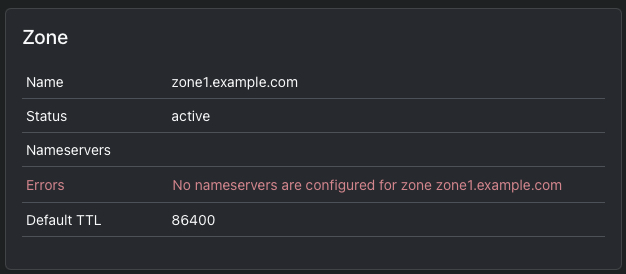 Zone
Name zone1.example.com
Status active
Nameservers
Errors No nameservers are configured for zone zone1.example.com
Default TTL 86400